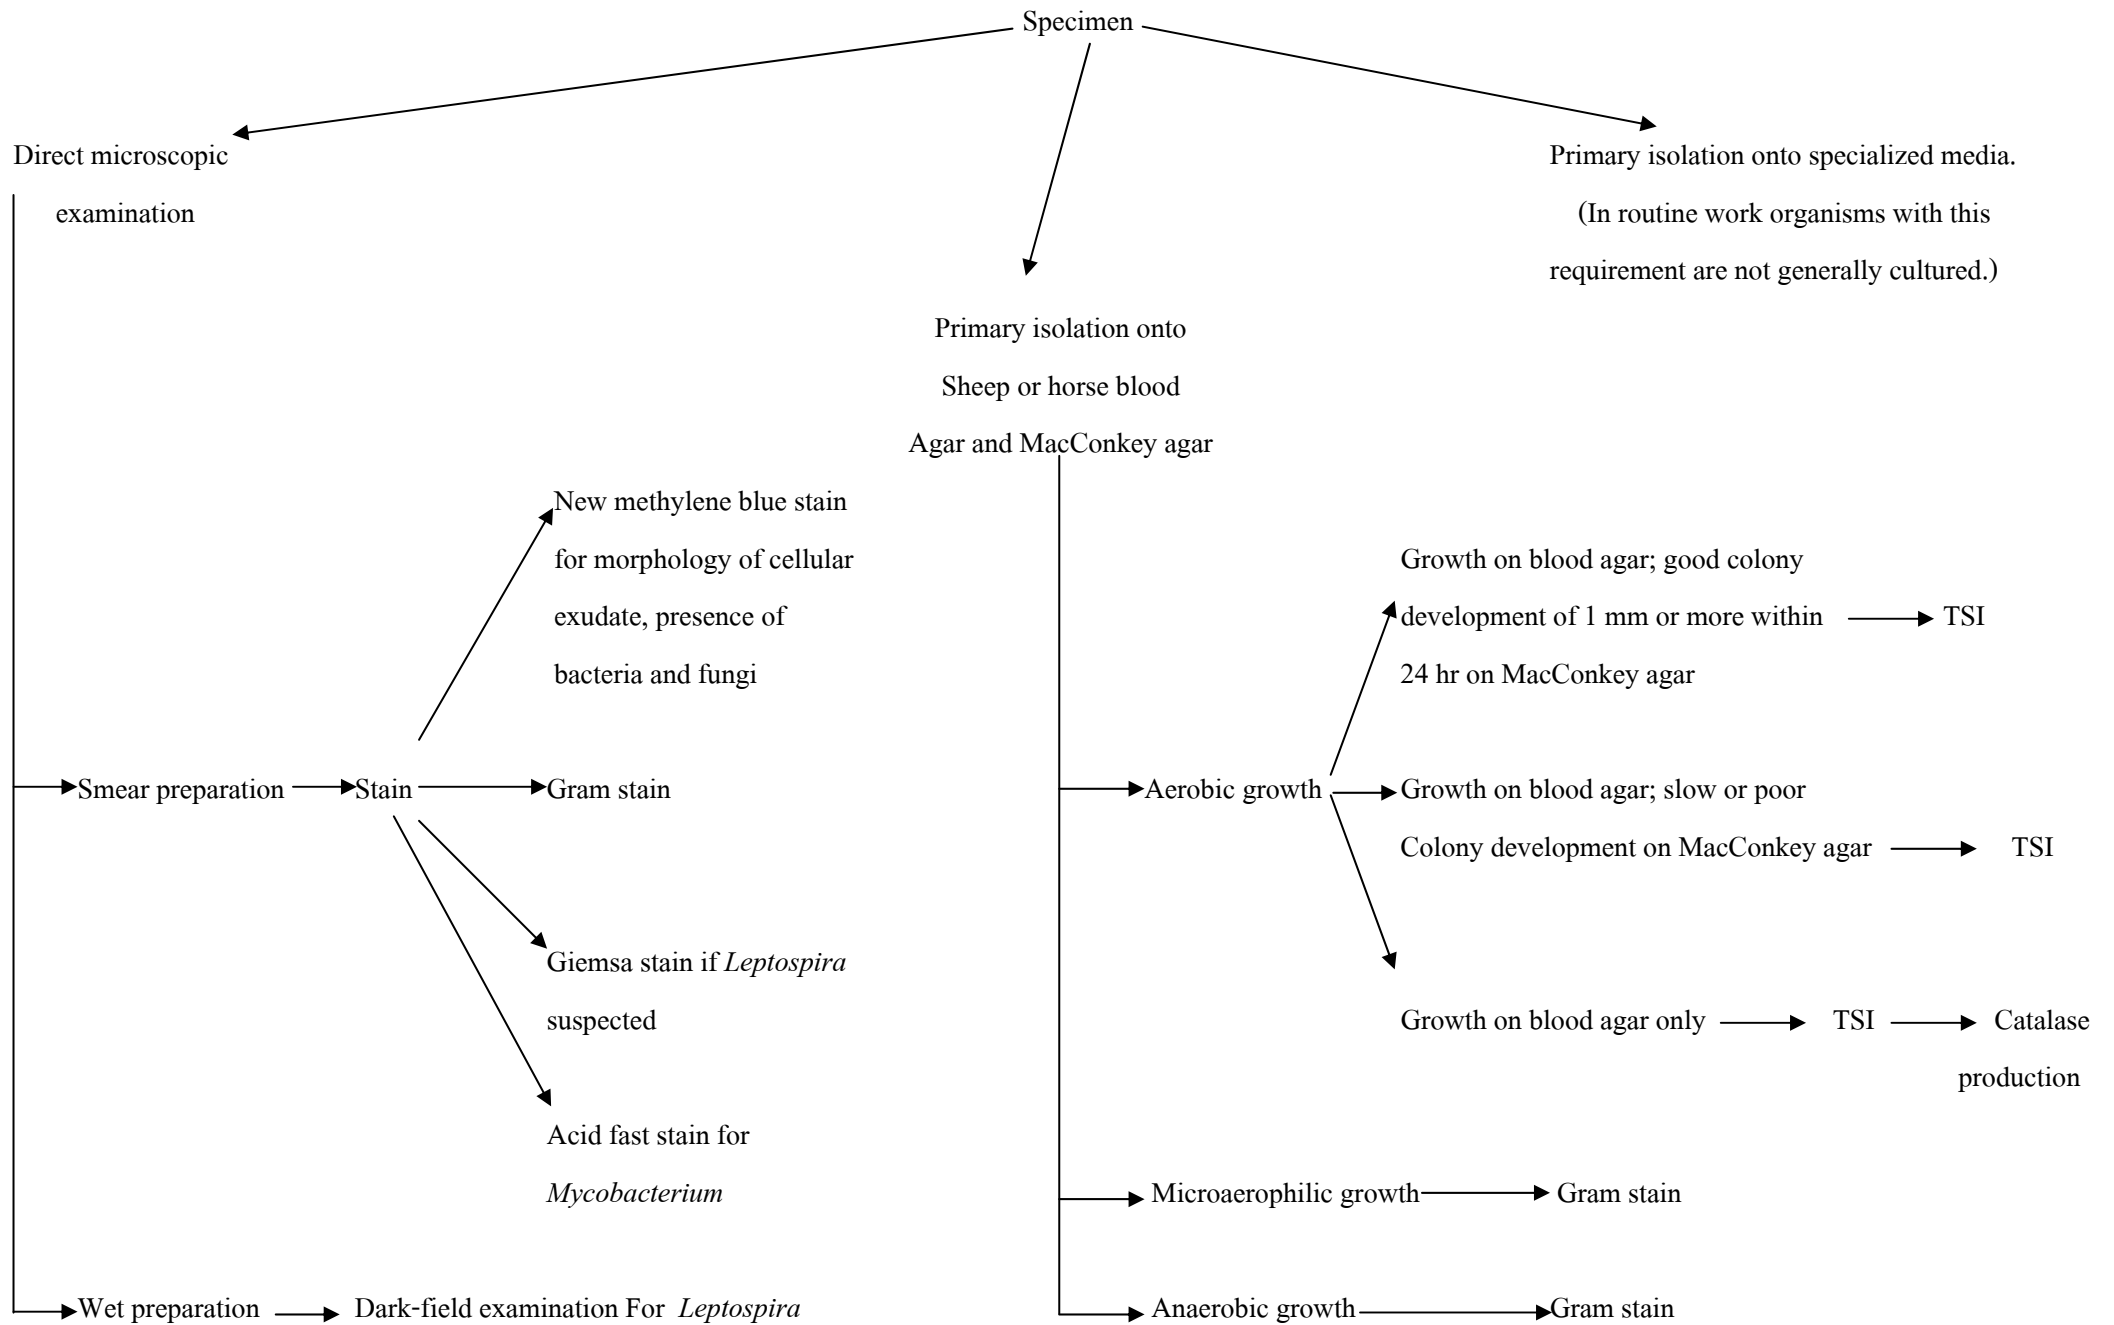 Specimen
Direct microscopic
examination
Primary isolation onto specialized media.
(In routine work organisms with this
requirement are not generally cultured.)
Primary isolation onto
Sheep or horse blood
Agar and MacConkey agar
New methylene blue stain
for morphology of cellular
exudate, presence of
bacteria and fungi
Smear preparation
Stain
Gram stain
Giemsa stain if Leptospira
suspected
Acid fast stain for
Mycobacterium
Wet preparation
Dark-field examination For Leptospira
Growth on blood agar; good colony
development of 1 mm or more within
24 hr on MacConkey agar
TSI
Aerobic growth
Growth on blood agar; slow or poor
Colony development on MacConkey agar
TSI
Growth on blood agar only
TSI
Catalase
production
Microaerophilic growth
Gram stain
Anaerobic growth
Gram stain